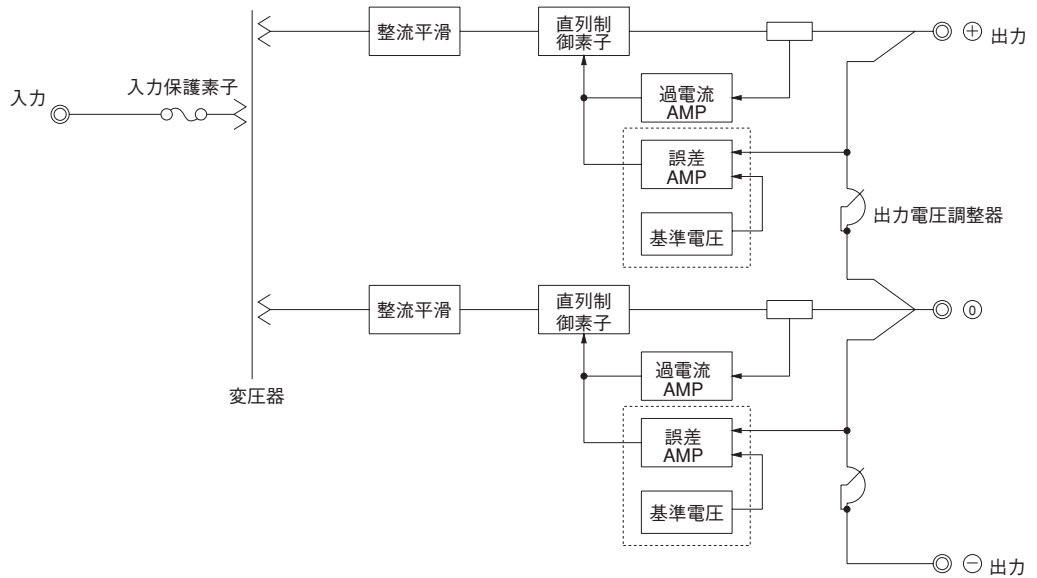 整流平滑
直列制
御素子
⊕ 出力
入力
入力保護素子
過電流
AMP
誤差
AMP
基準電圧
出力電圧調整器
整流平滑
直列制
御素子
⓪
変圧器
過電流
AMP
誤差
AMP
基準電圧
⊖ 出力